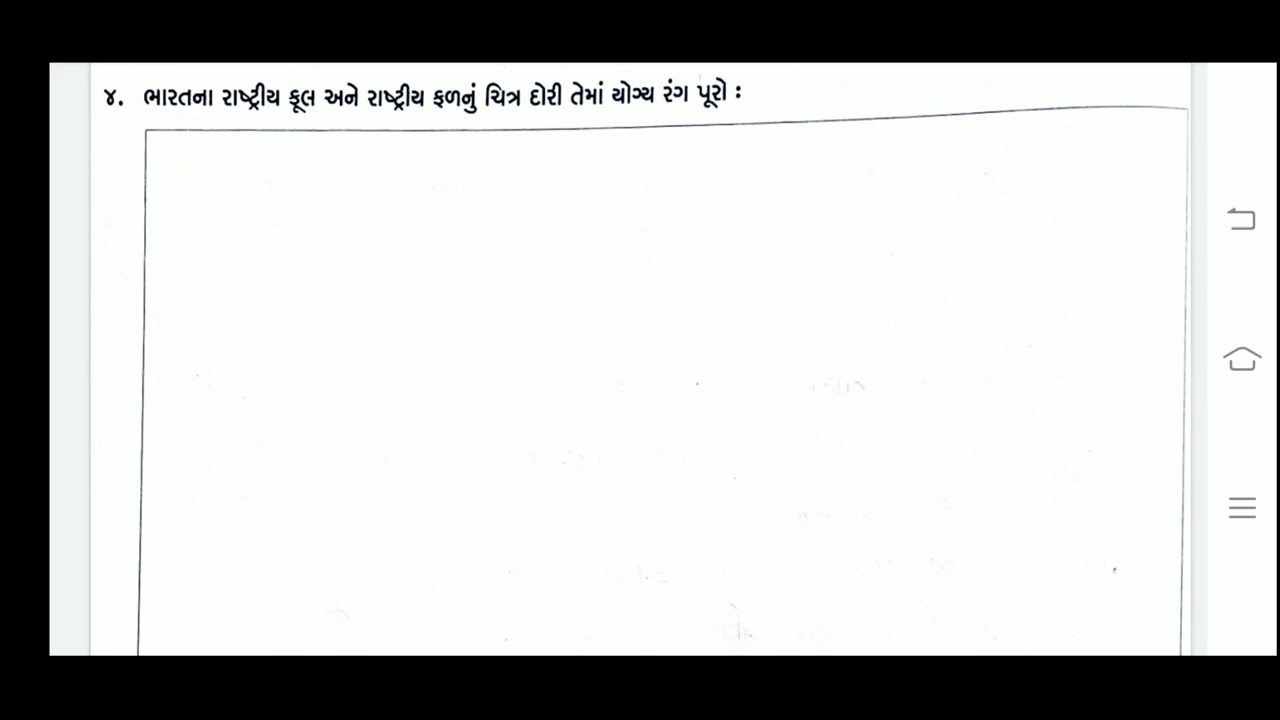 ૪. ભારતના રાષ્ટ્રીય ફૂલ અને રાષ્ટ્રીય ફળનું ચિત્ર દોરી તેમાં યોગ્ય રંગ પૂરો :